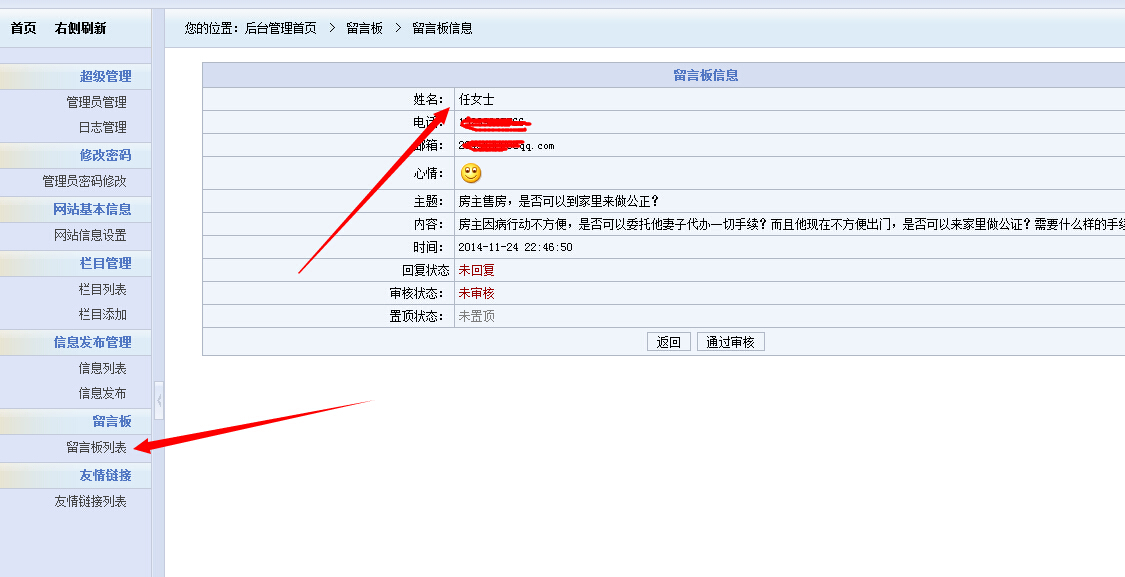 首页 右侧刷新
您的位置：后台管理首页 > 留言板 > 留言板信息
超级管理
管理员管理
日志管理
修改密码
管理员密码修改
网站基本信息
网站信息设置
栏目管理
栏目列表
栏目添加
信息发布管理
信息列表
信息发布
留言板
留言板列表
友情链接
友情链接列表
留言板信息
姓名： 任女士
电话：
邮箱： qq.com
心情：
主题： 房主售房，是否可以到家里来做公正？
内容： 房主因病行动不方便，是否可以委托他妻子代办一切手续？而且他现在不方便出门，是否可以来家里做公证？需要什么样的手续
时间： 2014-11-24 22:46:50
回复状态 未回复
审核状态： 未审核
置顶状态： 未置顶
返回 通过审核